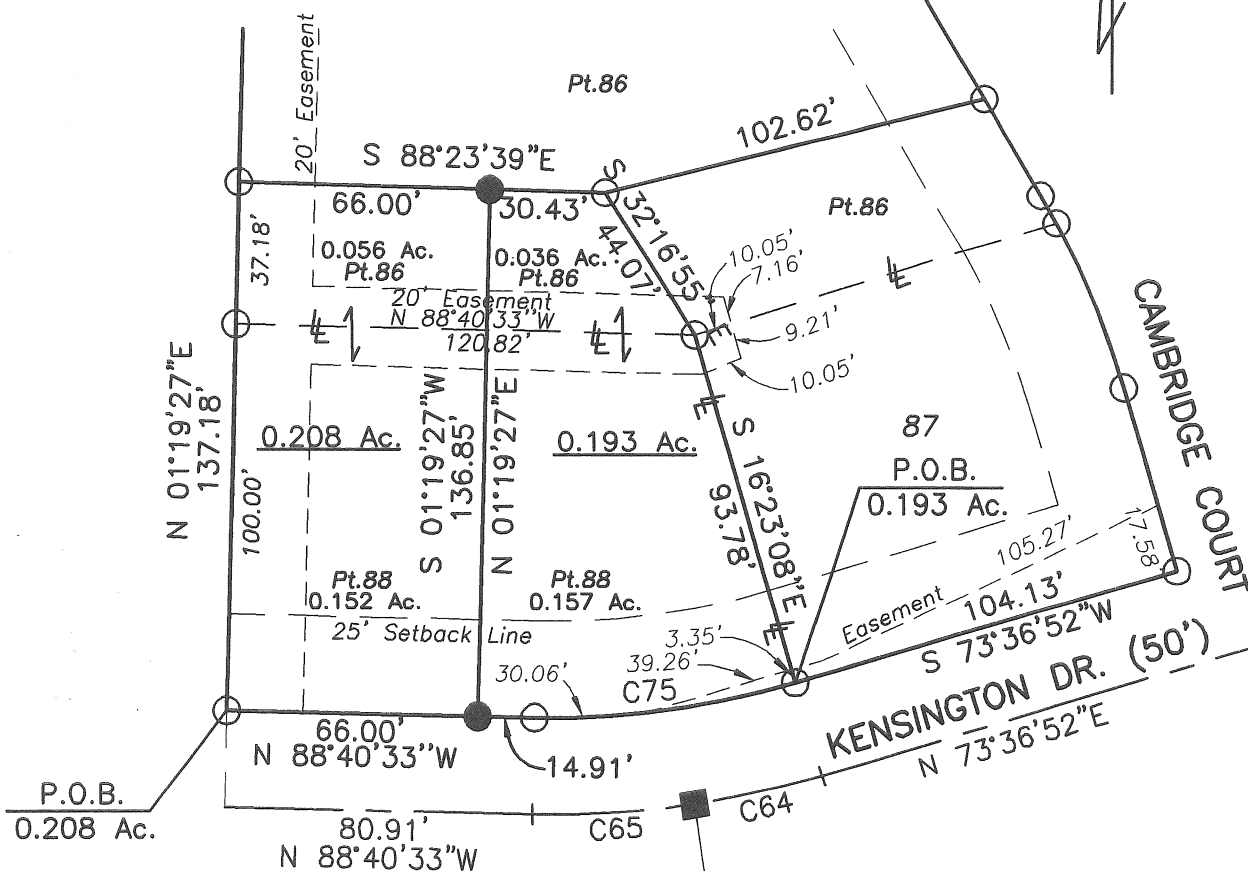 20' Easement
Pt.86
102.62'
S 88°23'39"E
66.00'
30.43'
S 32°16'55"E
44.07'
Pt.86
37.18'
0.056 Ac.
Pt.86
0.036 Ac.
Pt.86
10.05'
7.16'
20' Easement
N 88°40'33"W
120.82'
9.21'
10.05'
CAMBRIDGE COURT
N 01°19'27"E
137.18'
S 01°19'27"W
136.85'
N 01°19'27"E
0.208 Ac.
0.193 Ac.
S 16°23'08"E
93.78'
87
P.O.B.
0.193 Ac.
100.00'
17.58'
105.27'
Pt.88
0.152 Ac.
Pt.88
0.157 Ac.
25' Setback Line
Easement
104.13'
S 73°36'52"W
3.35'
39.26'
30.06'
C75
KENSINGTON DR. (50')
N 73°36'52"E
66.00'
N 88°40'33"W
14.91'
P.O.B.
0.208 Ac.
80.91'
N 88°40'33"W
C65
C64